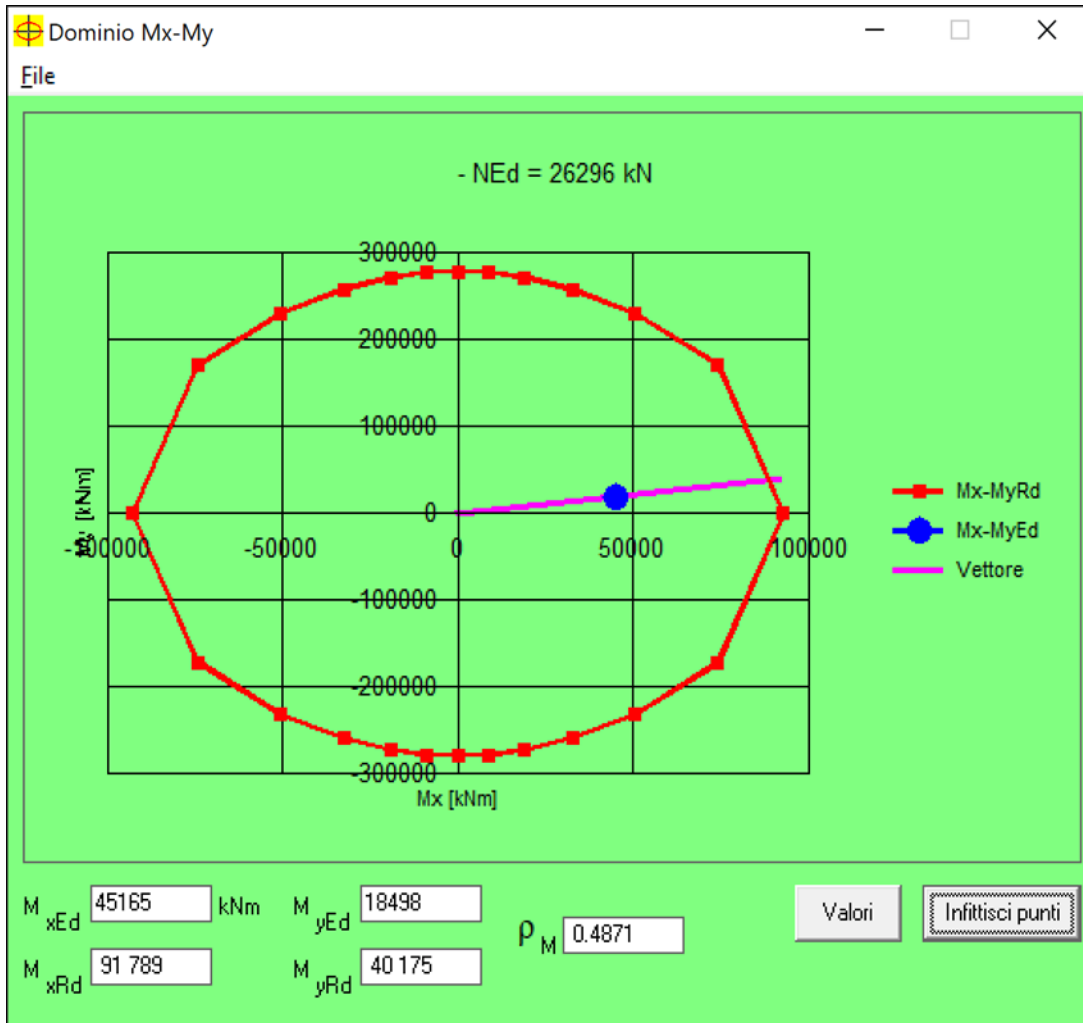 Dominio Mx-My
File
- NEd = 26296 kN
300000
200000
100000
0
-100000
-50000
0
50000
100000
-100000
-200000
-300000
Mx [kNm]
[kNm]
Mx-MyRd
Mx-MyEd
Vettore
M xEd 45165 kNm M yEd 18498
ρ M 0.4871
Valori
Infittisci punti
M xRd 91 789 M yRd 40 175